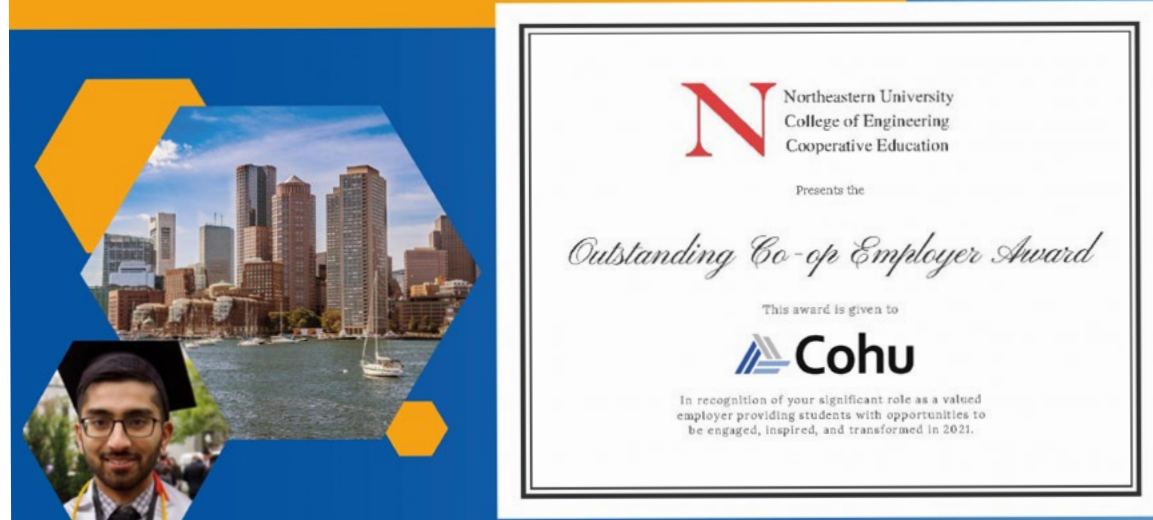 N
Northeastern University
College of Engineering
Cooperative Education
Presents the
Outstanding Co-op Employer Award
This award is given to
Cohu
In recognition of your significant role as a valued
employer providing students with opportunities to
be engaged, inspired, and transformed in 2021.